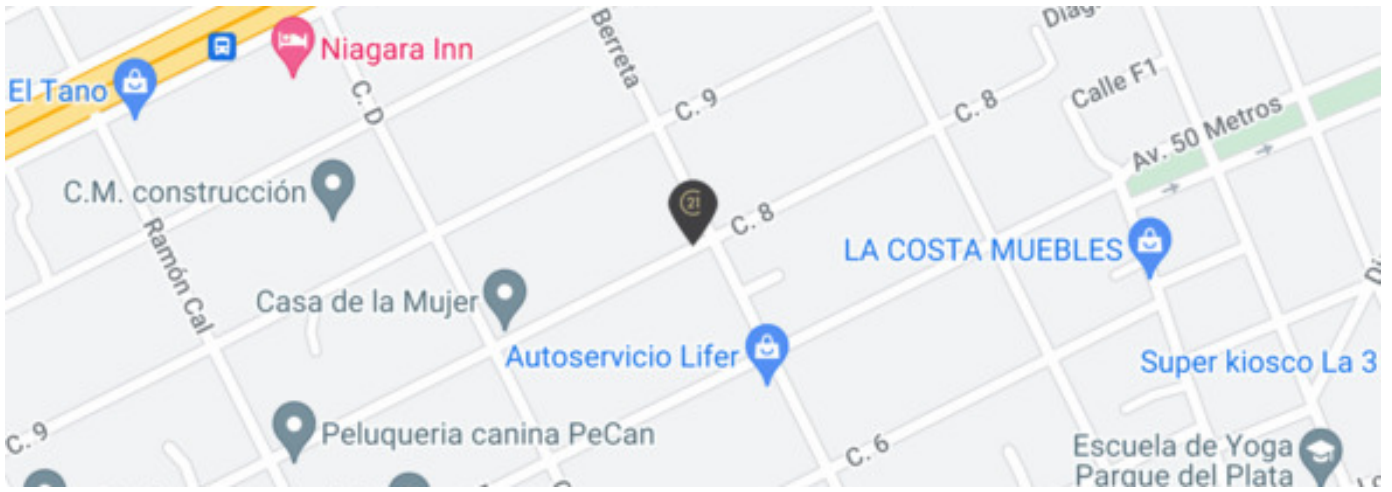 Berreta
Diag
Niagara Inn
Calle F1
El Tano
C. D
C. 9
C. 8
Av. 50 Metros
C.M. construcción
21
C. 8
LA COSTA MUEBLES
Ramón Cal
Casa de la Mujer
Autoservicio Lifer
Super kiosco La 3
C. 9
Peluqueria canina PeCan
C. 6
Escuela de Yoga
Parque del Plata